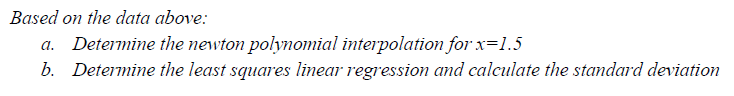 Based on the data above:
a. Determine the newton polynomial interpolation for x=1.5
b. Determine the least squares linear regression and calculate the standard deviation